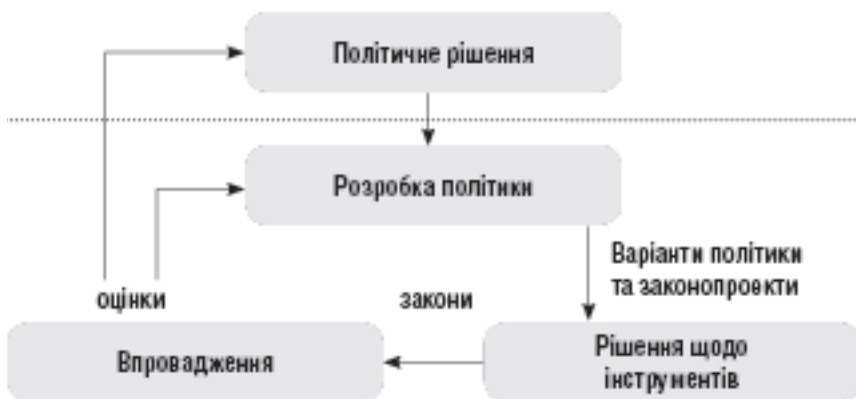 Політичне рішення
Розробка політики
Варіанти політики
та законопроекти
оцінки
закони
Впровадження
Рішення щодо
інструментів